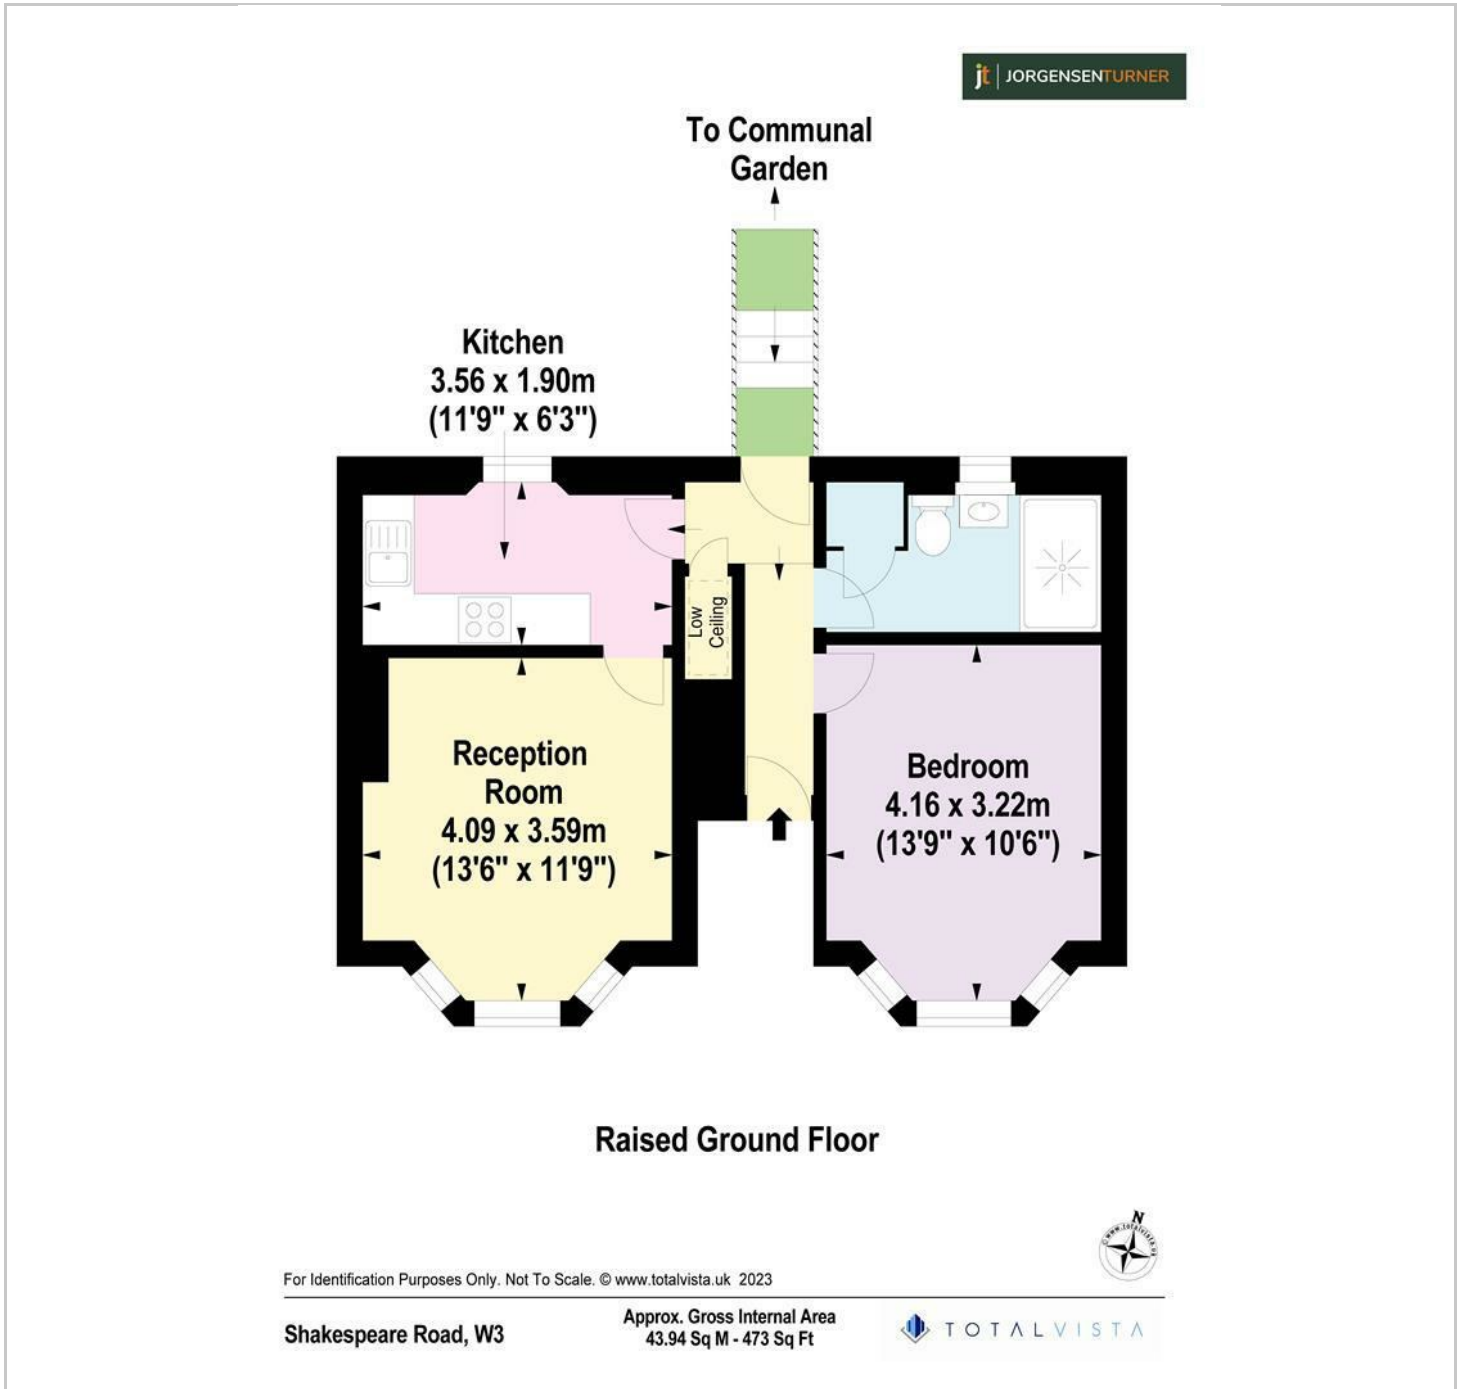 jt | JORGENSENTURNER
To Communal
Garden
Kitchen
3.56 x 1.90m
(11'9" x 6'3")
Low
Ceiling
Reception
Room
4.09 x 3.59m
(13'6" x 11'9")
Bedroom
4.16 x 3.22m
(13'9" x 10'6")
Raised Ground Floor
N
© www.totalvista.uk
For Identification Purposes Only. Not To Scale. © www.totalvista.uk 2023
Shakespeare Road, W3
Approx. Gross Internal Area
43.94 Sq M - 473 Sq Ft
TOTALVISTA